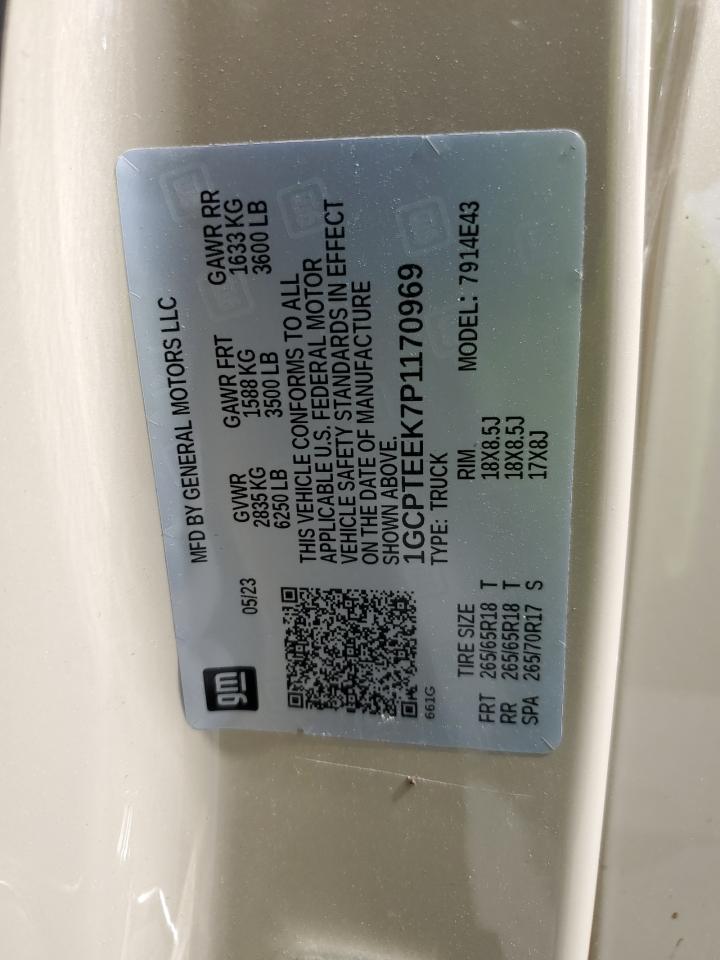 gm
05/23
MFD BY GENERAL MOTORS LLC
GVWR GAWR FRT GAWR RR
2835 KG 1588 KG 1633 KG
6250 LB 3500 LB 3600 LB
THIS VEHICLE CONFORMS TO ALL
APPLICABLE U.S. FEDERAL MOTOR
VEHICLE SAFETY STANDARDS IN EFFECT
ON THE DATE OF MANUFACTURE
SHOWN ABOVE.
1GCPTEEK7P1170969
661G
TYPE: TRUCK MODEL: 7914E43
TIRE SIZE RIM
FRT 265/65R18 T 18X8.5J
RR 265/65R18 T 18X8.5J
SPA 265/70R17 S 17X8J